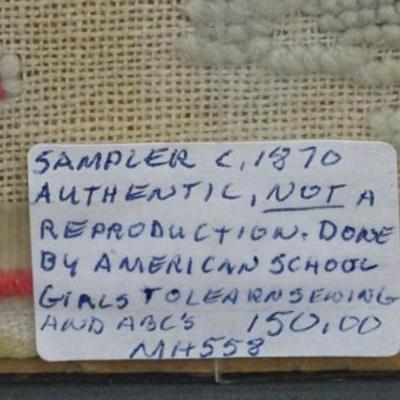 SAMPLER C, 1870
AUTHENTIC, NOT A
REPRODUCTION. DONE
BY AMERICAN SCHOOL
GIRLS TO LEARN SEWING
AND ABC'S 150.00
MH558